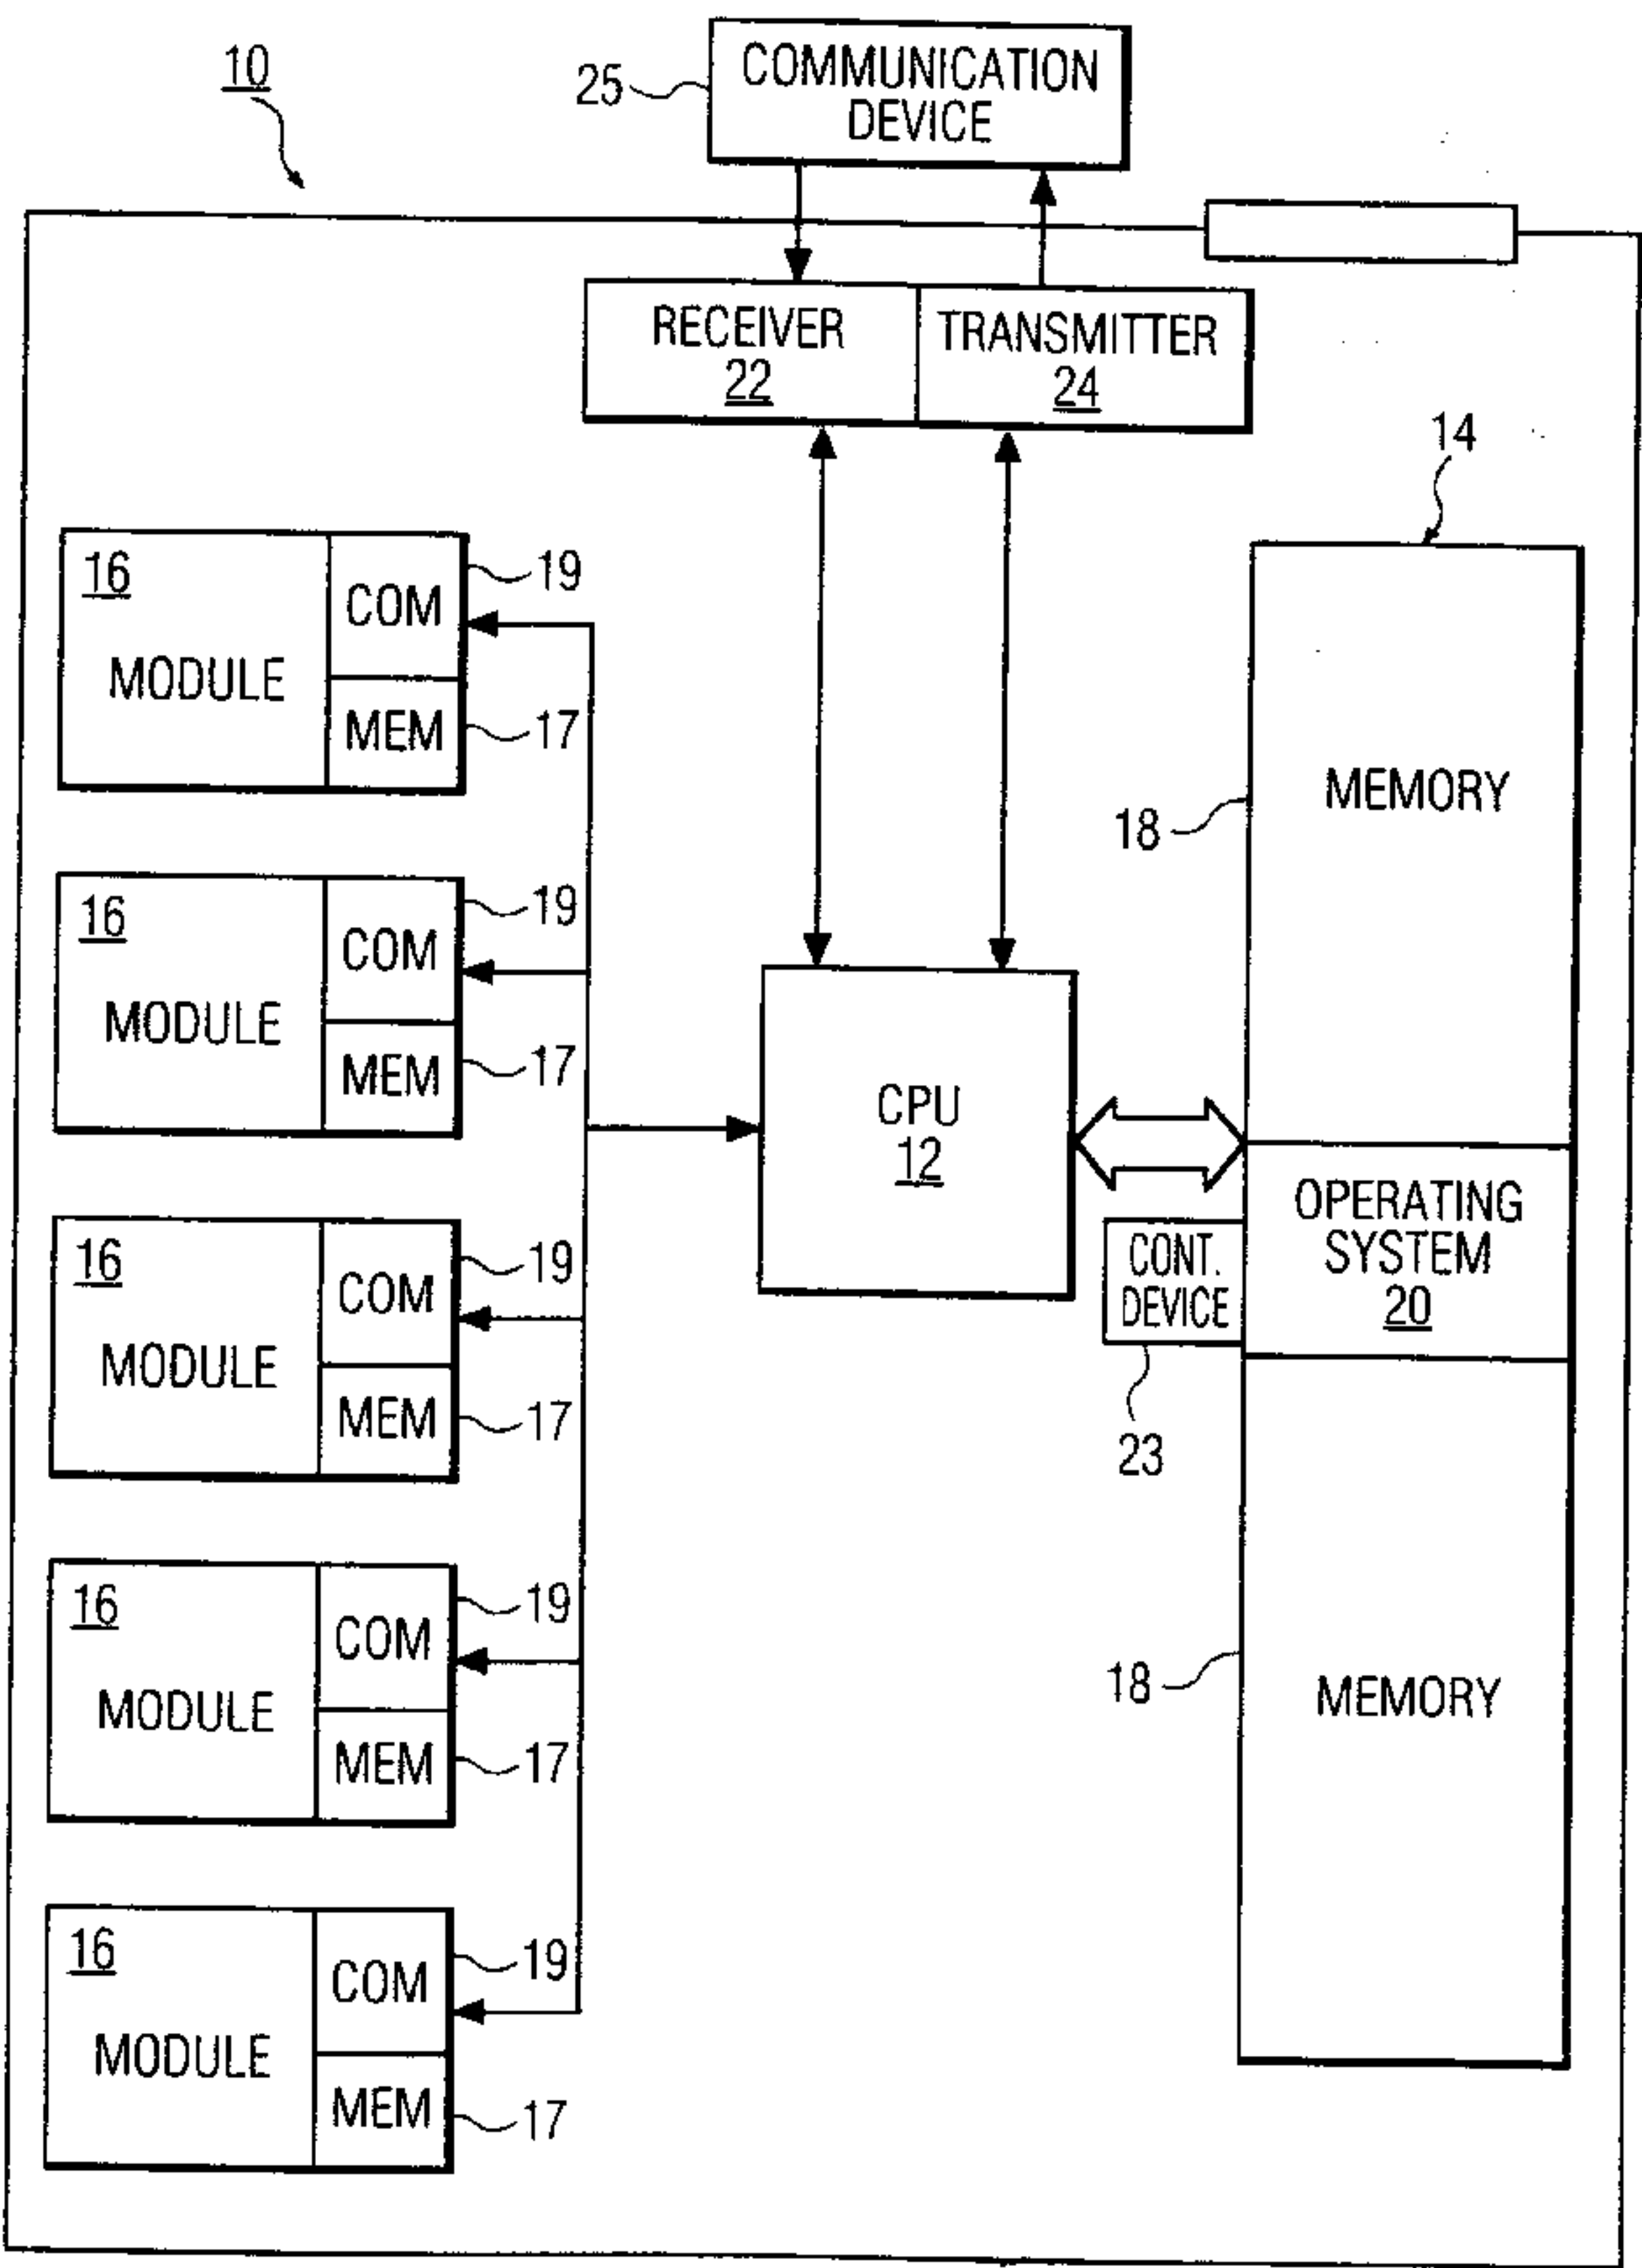 10
25
COMMUNICATION
DEVICE
RECEIVER
22
TRANSMITTER
24
14
16
MODULE
COM
MEM
19
17
16
MODULE
COM
MEM
19
17
16
MODULE
COM
MEM
19
17
16
MODULE
COM
MEM
19
17
16
MODULE
COM
MEM
19
17
CPU
12
18
MEMORY
OPERATING
SYSTEM
20
CONT.
DEVICE
23
18
MEMORY